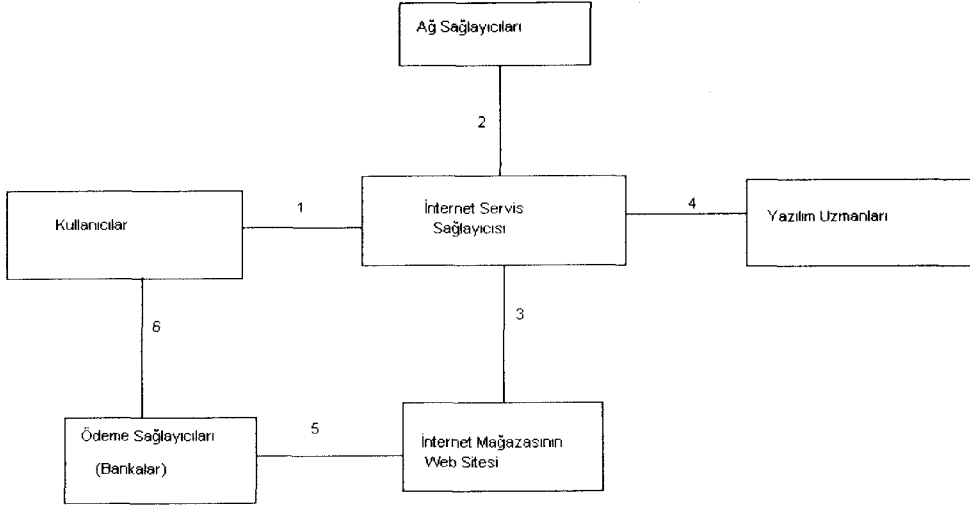 Ağ Sağlayıcıları
2
Kullanıcılar
1
İnternet Servis
Sağlayıcısı
4
Yazılım Uzmanları
6
3
Ödeme Sağlayıcıları
(Bankalar)
5
İnternet Mağazasının
Web Sitesi